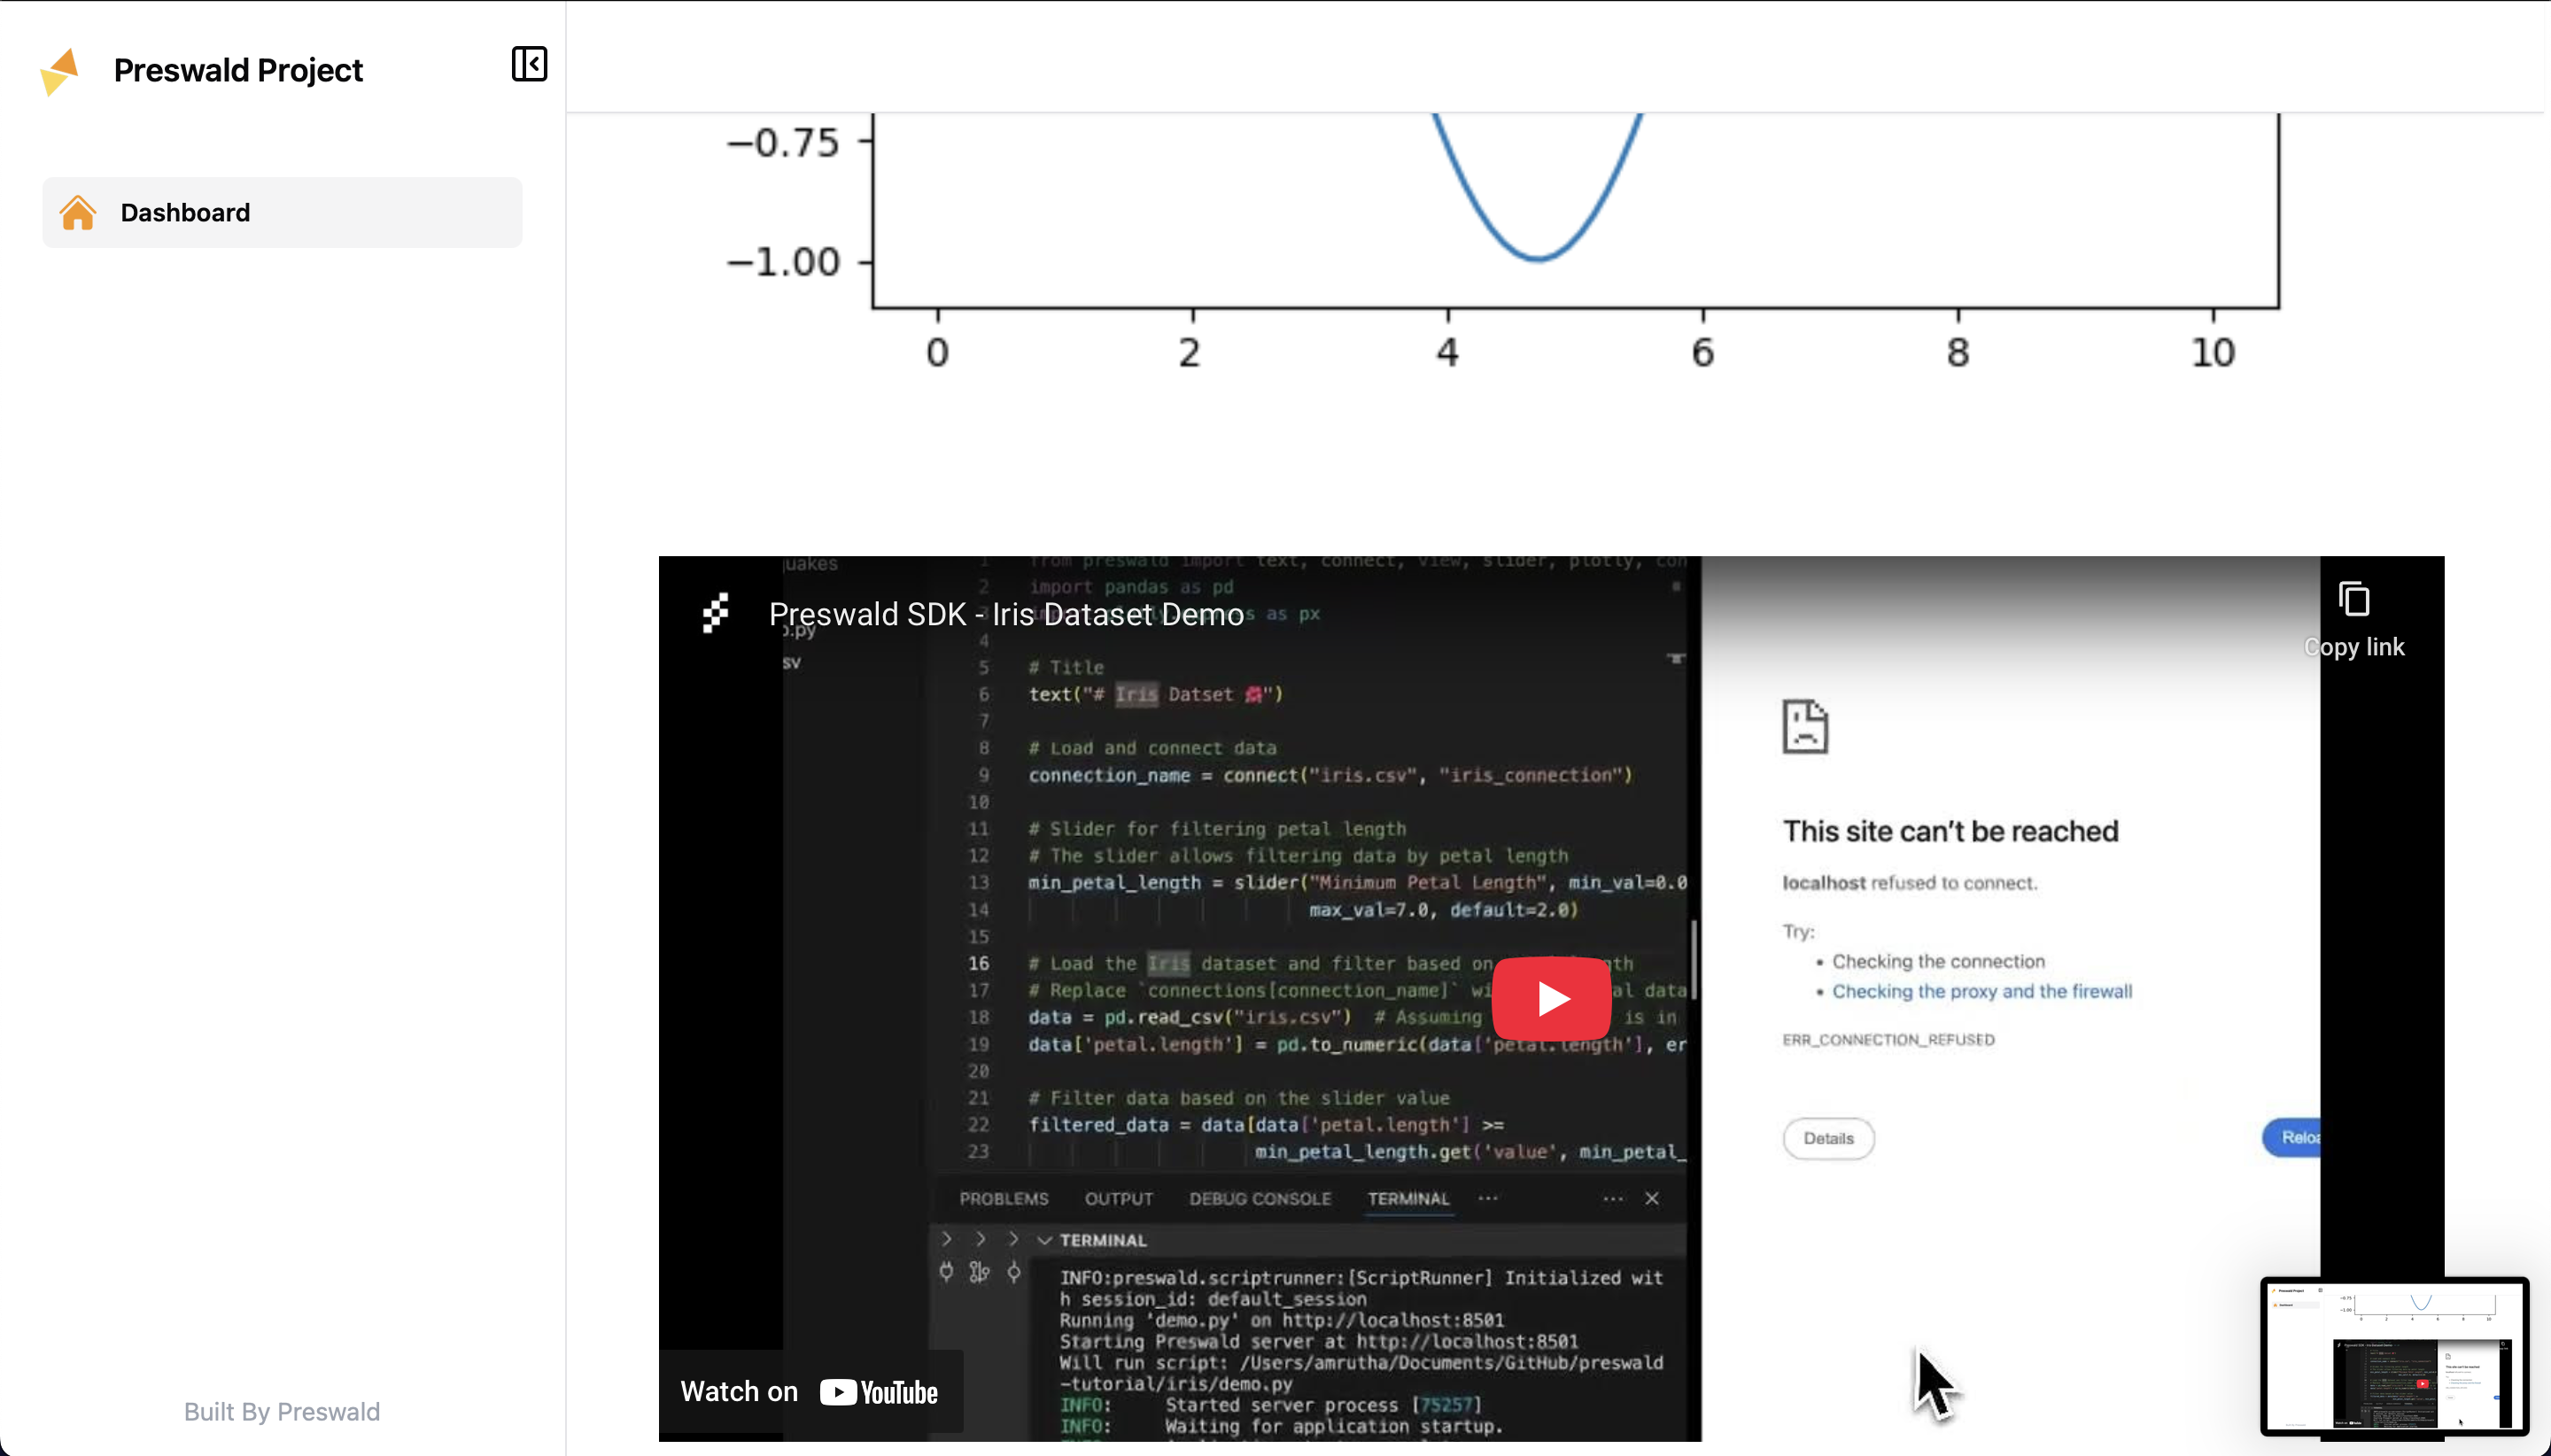 Preswald Project
Dashboard
−0.75
−1.00
0 2 4 6 8 10
Preswald SDK - Iris Dataset Demo
Copy link
uakes
o.py
sv
1 from preswald import text, connect, view, slider, plotly, con
2 import pandas as pd
3 import plotly.express as px
4
5 # Title
6 text("# Iris Datset 🌺")
7
8 # Load and connect data
9 connection_name = connect("iris.csv", "iris_connection")
10
11 # Slider for filtering petal length
12 # The slider allows filtering data by petal length
13 min_petal_length = slider("Minimum Petal Length", min_val=0.0
14 max_val=7.0, default=2.0)
15
16 # Load the Iris dataset and filter based on
17 # Replace `connections[connection_name]` wi al data
18 data = pd.read_csv("iris.csv") # Assuming is in
19 data['petal.length'] = pd.to_numeric(data['petal.length'], er
20
21 # Filter data based on the slider value
22 filtered_data = data[data['petal.length'] >=
23 min_petal_length.get('value', min_petal_
PROBLEMS OUTPUT DEBUG CONSOLE TERMINAL ··· ···
TERMINAL
INFO:preswald.scriptrunner:[ScriptRunner] Initialized wit
h session_id: default_session
Running 'demo.py' on http://localhost:8501
Starting Preswald server at http://localhost:8501
Will run script: /Users/amrutha/Documents/GitHub/preswald
-tutorial/iris/demo.py
INFO: Started server process [75257]
INFO: Waiting for application startup.
This site can't be reached
localhost refused to connect.
Try:
• Checking the connection
• Checking the proxy and the firewall
ERR_CONNECTION_REFUSED
Details
Reloa
Watch on YouTube
Built By Preswald